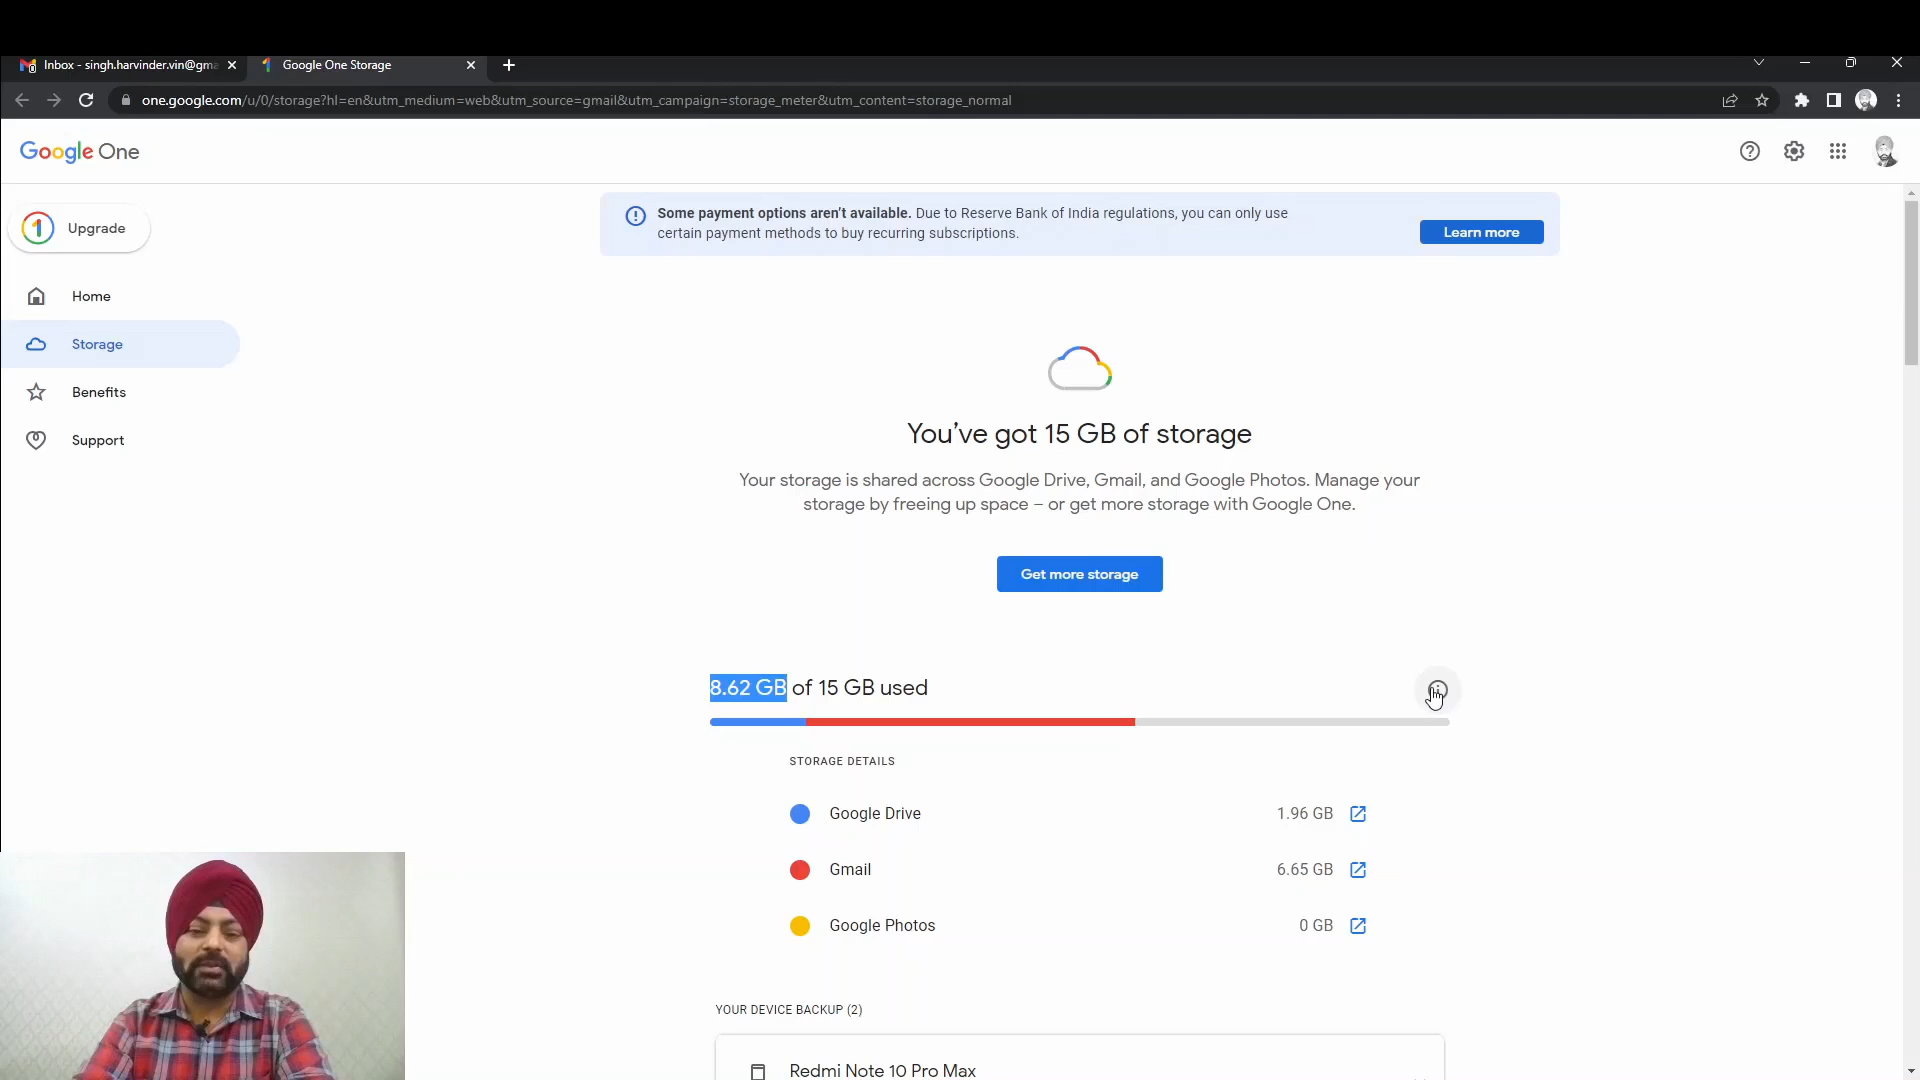 Inbox - singh.harvinder.vin@gma
Google One Storage
one.google.com/u/0/storage?hl=en&utm_medium=web&utm_source=gmail&utm_campaign=storage_meter&utm_content=storage_normal
Google One
Upgrade
Home
Storage
Benefits
Support
Some payment options aren't available. Due to Reserve Bank of India regulations, you can only use
certain payment methods to buy recurring subscriptions.
Learn more
You've got 15 GB of storage
Your storage is shared across Google Drive, Gmail, and Google Photos. Manage your
storage by freeing up space – or get more storage with Google One.
Get more storage
8.62 GB of 15 GB used
STORAGE DETAILS
Google Drive 1.96 GB
Gmail 6.65 GB
Google Photos 0 GB
YOUR DEVICE BACKUP (2)
Redmi Note 10 Pro Max